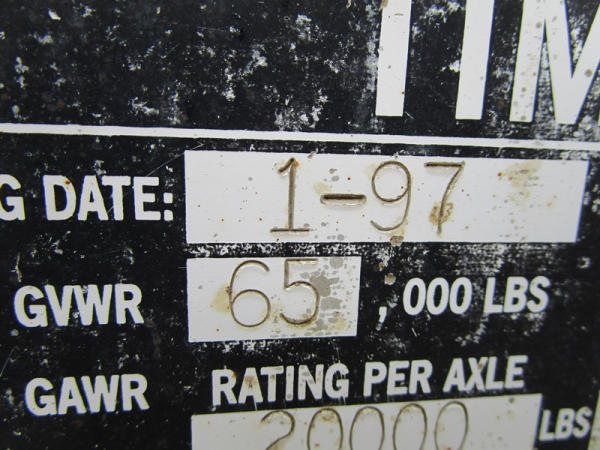 G DATE: 1-97
GVWR 65,000 LBS
GAWR RATING PER AXLE
20000 LBS